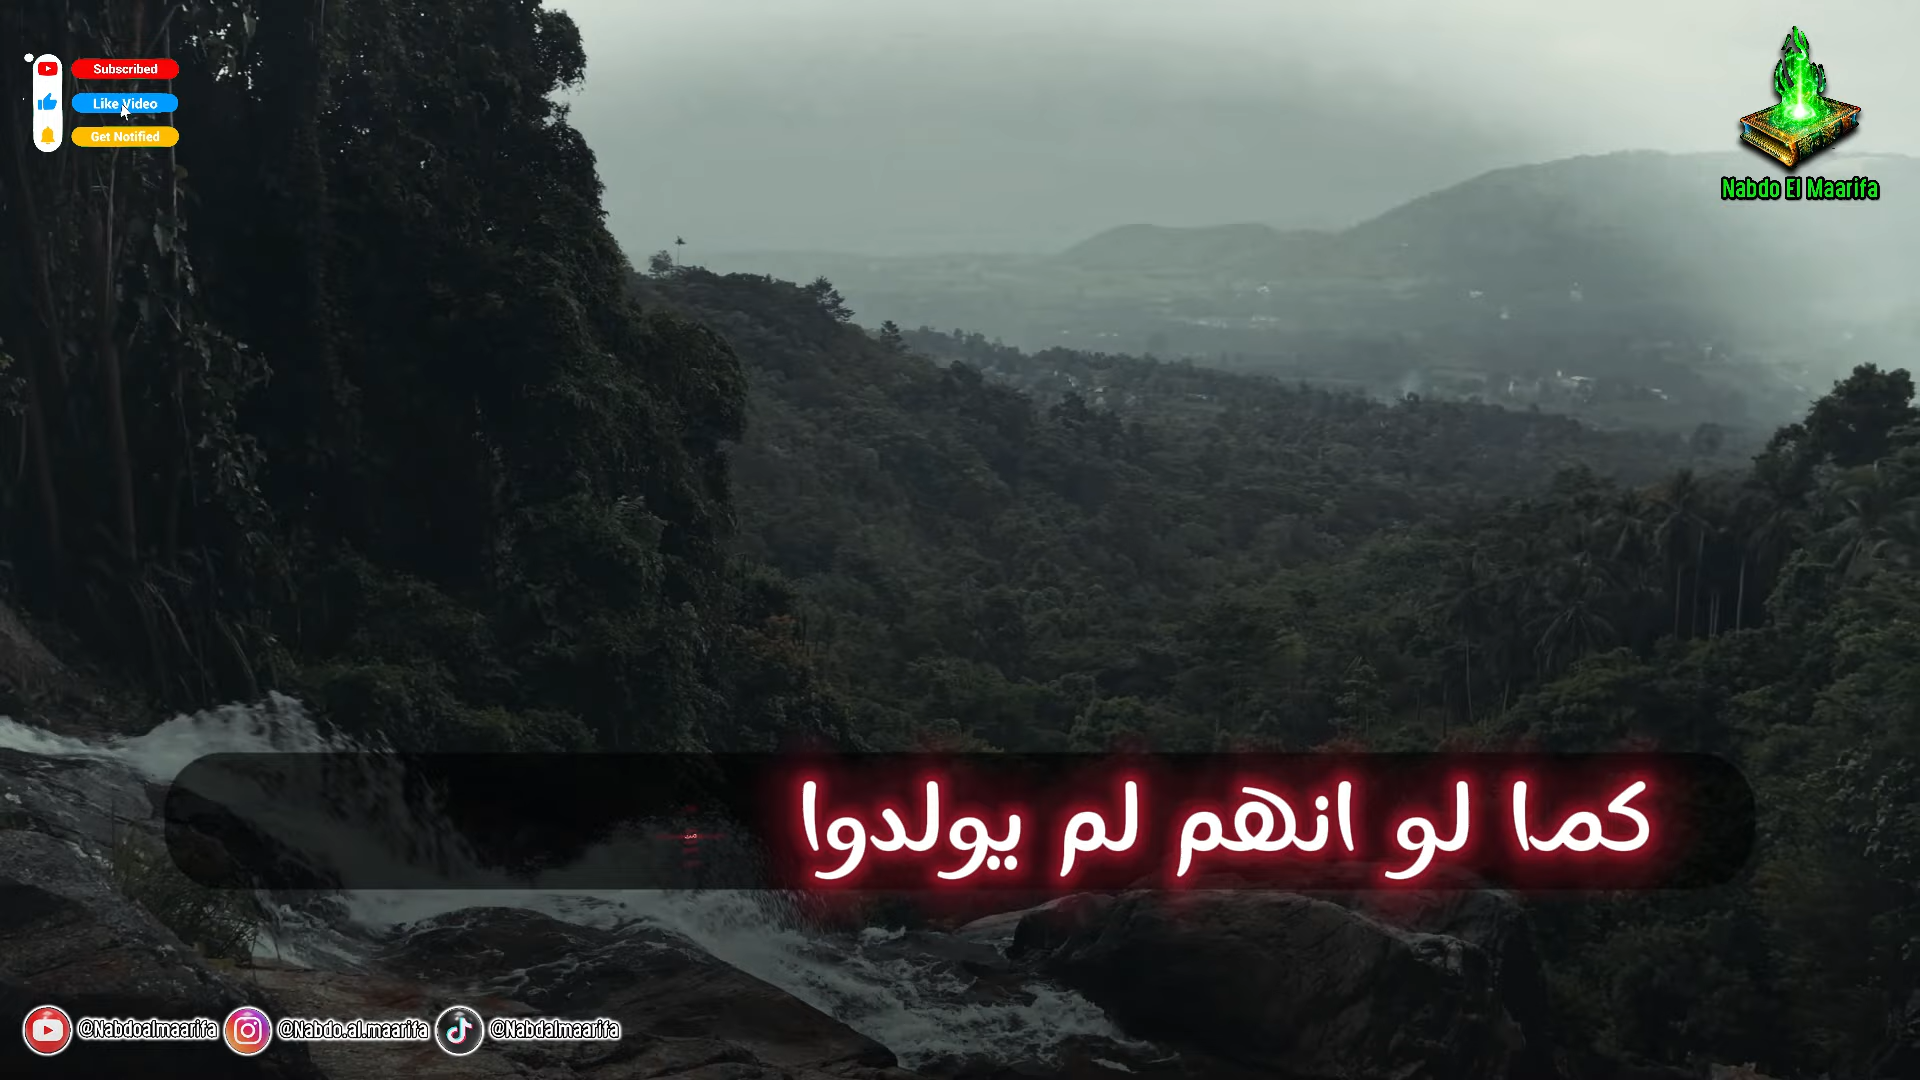 Subscribed
Like Video
Get Notified
Nabdo El Maarifa
كما لو انهم لم يولدوا
@Nabdoalmaarifa @Nabdo.al.maarifa @Nabdalmaarifa